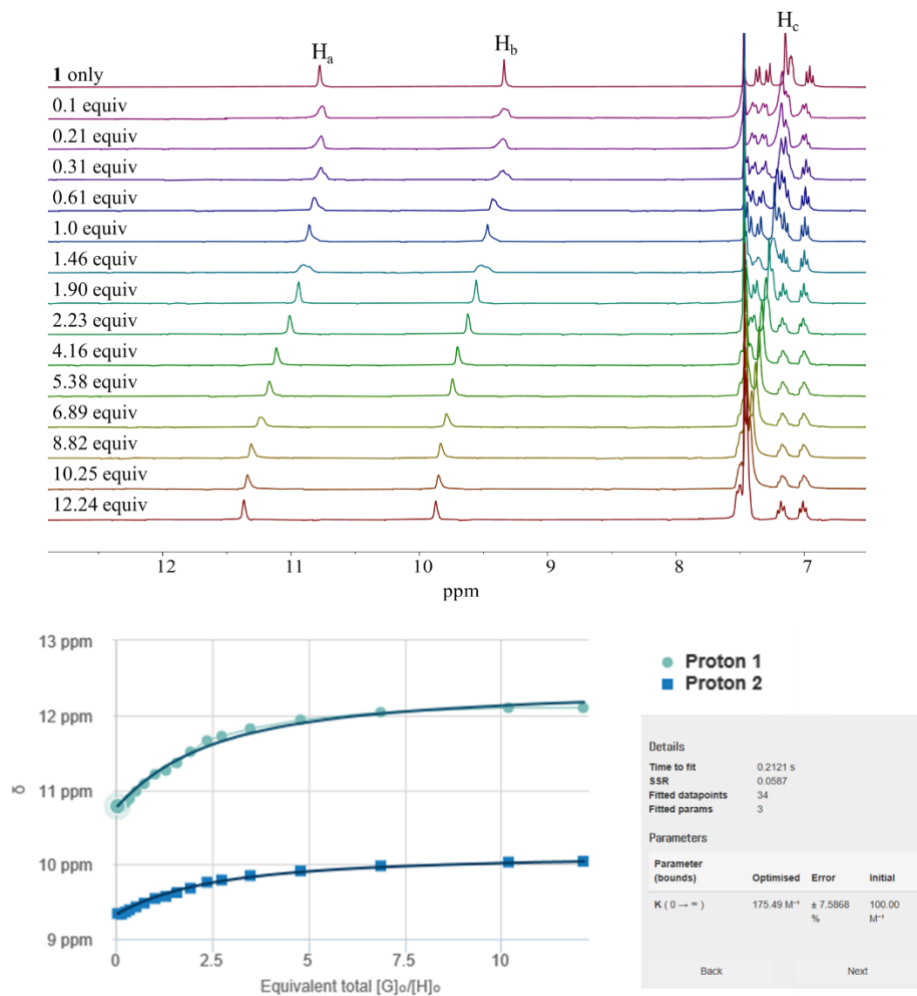 H_a H_b H_c
1 only
0.1 equiv
0.21 equiv
0.31 equiv
0.61 equiv
1.0 equiv
1.46 equiv
1.90 equiv
2.23 equiv
4.16 equiv
5.38 equiv
6.89 equiv
8.82 equiv
10.25 equiv
12.24 equiv
12 11 10 9 8 7
ppm
13 ppm
12 ppm
11 ppm
10 ppm
9 ppm
δ
0 2.5 5 7.5 10
Equivalent total [G]₀/[H]₀
Proton 1
Proton 2
Details
Time to fit 0.2121 s
SSR 0.0587
Fitted datapoints 34
Fitted params 3
Parameters
Parameter
(bounds) Optimised Error Initial
K ( 0 → ∞ ) 175.49 M⁻¹ ± 7.5868 100.00
% M⁻¹
Back Next